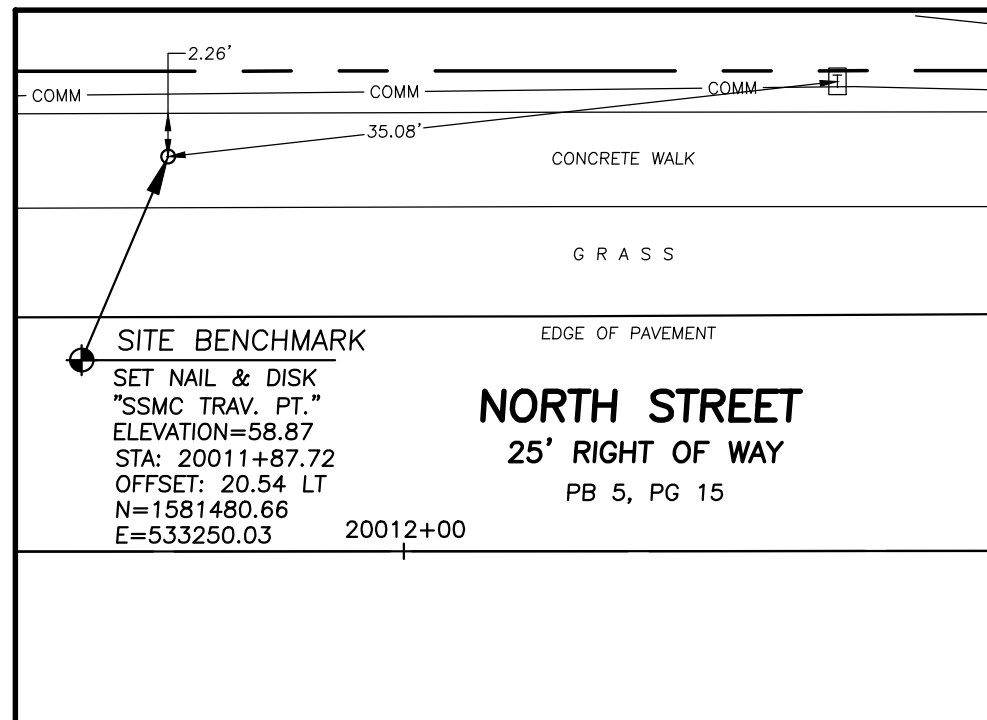 2.26'
COMM COMM COMM T
35.08'
CONCRETE WALK
G R A S S
EDGE OF PAVEMENT
SITE BENCHMARK
SET NAIL & DISK
"SSMC TRAV. PT."
ELEVATION=58.87
STA: 20011+87.72
OFFSET: 20.54 LT
N=1581480.66
E=533250.03
NORTH STREET
25' RIGHT OF WAY
PB 5, PG 15
20012+00